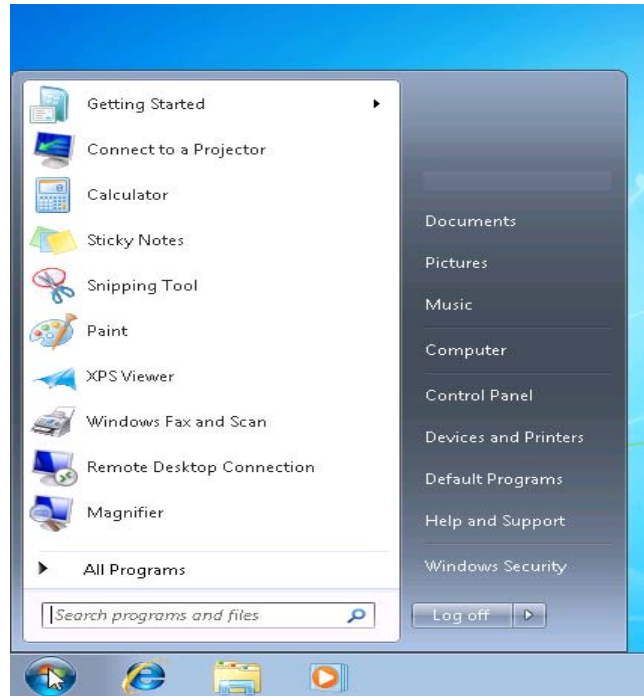 Getting Started
Connect to a Projector
Calculator
Sticky Notes
Snipping Tool
Paint
XPS Viewer
Windows Fax and Scan
Remote Desktop Connection
Magnifier
All Programs
Search programs and files
Documents
Pictures
Music
Computer
Control Panel
Devices and Printers
Default Programs
Help and Support
Windows Security
Log off